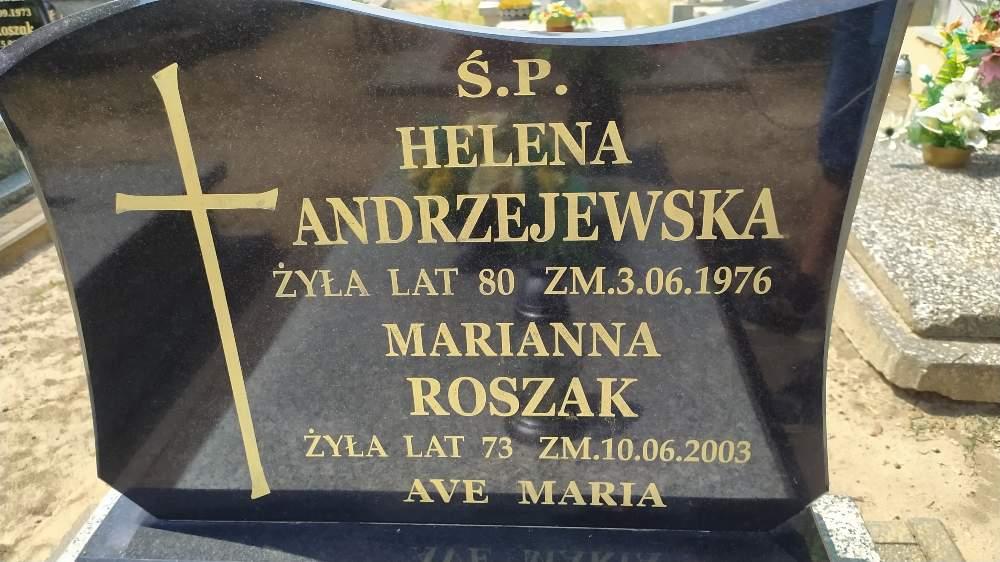 Ś.P.
HELENA
ANDRZEJEWSKA
ŻYŁA LAT 80 ZM.3.06.1976
MARIANNA
ROSZAK
ŻYŁA LAT 73 ZM.10.06.2003
AVE MARIA